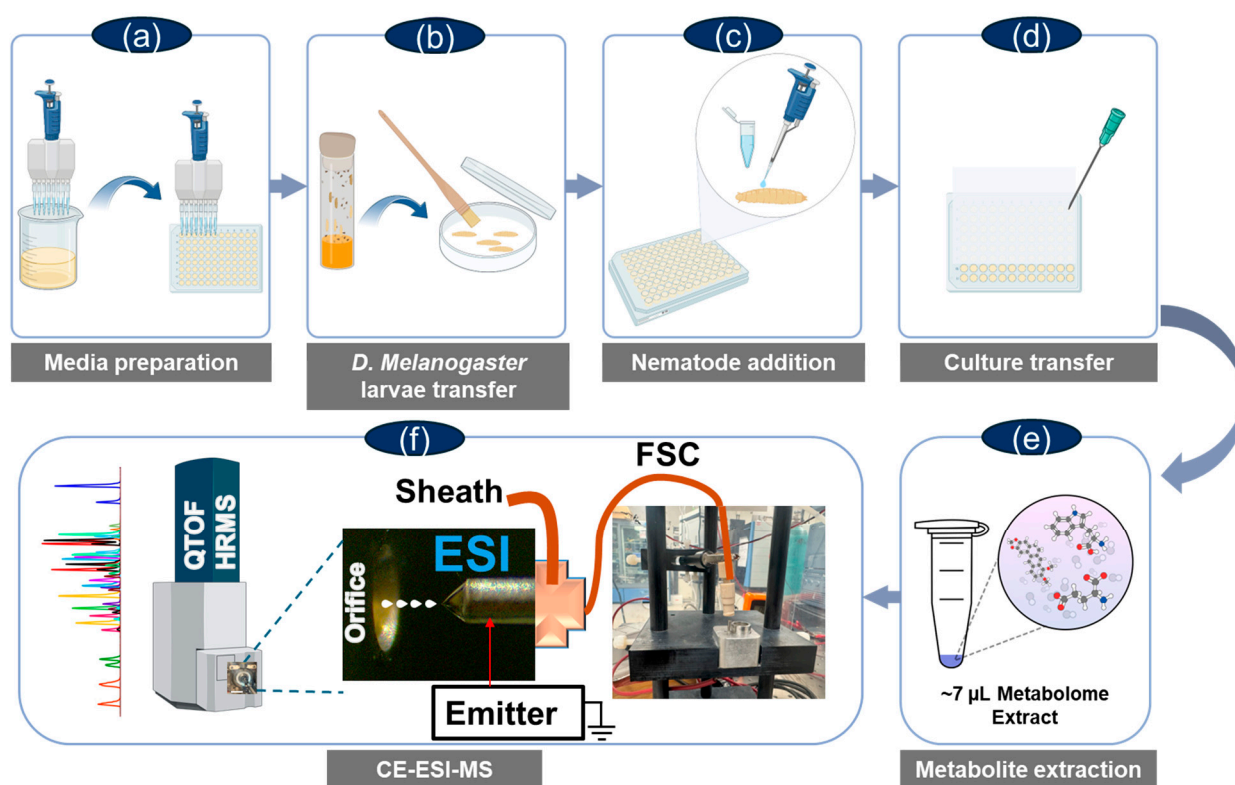 (a)
Media preparation
(b)
D. Melanogaster
larvae transfer
(c)
Nematode addition
(d)
Culture transfer
(e)
~7 µL Metabolome
Extract
Metabolite extraction
(f)
QTOF
HRMS
Orifice
Sheath
ESI
FSC
Emitter
CE-ESI-MS